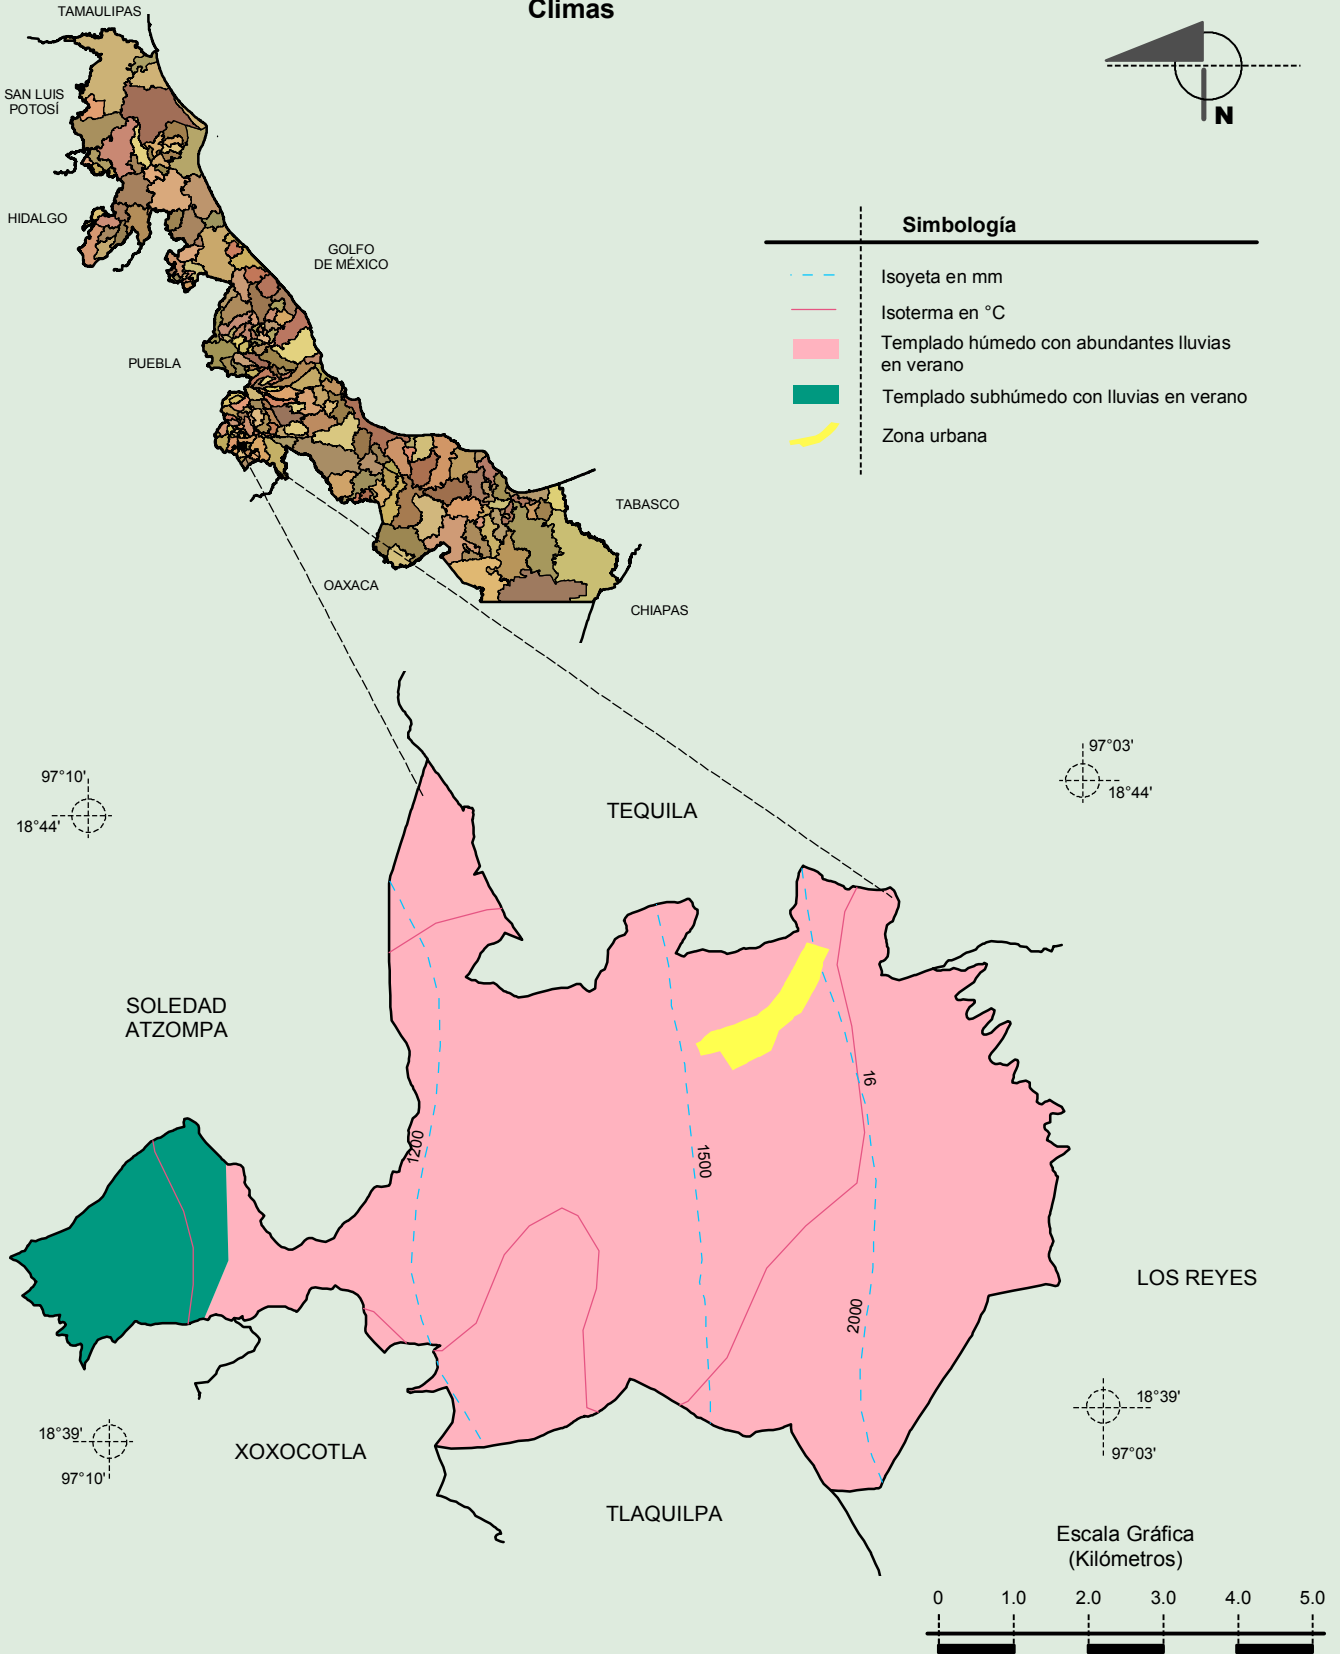 Climas
TAMAULIPAS
SAN LUIS
POTOSÍ
HIDALGO
GOLFO
DE MÉXICO
PUEBLA
TABASCO
OAXACA
CHIAPAS
N
Simbología
Isoyeta en mm
Isoterma en °C
Templado húmedo con abundantes lluvias
en verano
Templado subhúmedo con lluvias en verano
Zona urbana
97°10'
18°44'
97°03'
18°44'
TEQUILA
SOLEDAD
ATZOMPA
16
1200
1500
2000
LOS REYES
18°39'
97°10'
18°39'
97°03'
XOXOCOTLA
TLAQUILPA
Escala Gráfica
(Kilómetros)
0 1.0 2.0 3.0 4.0 5.0